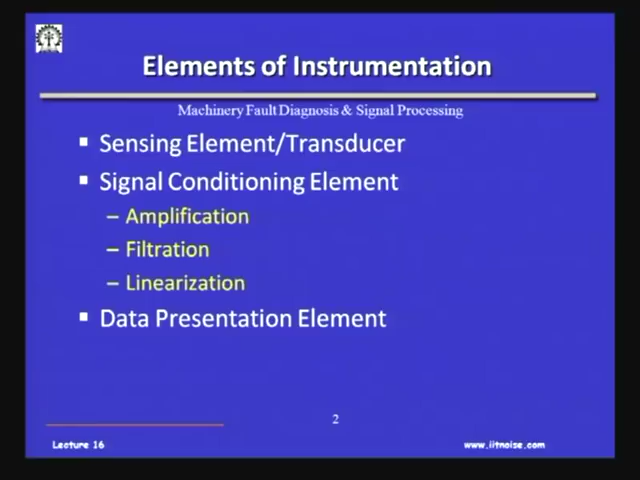 Elements of Instrumentation
Machinery Fault Diagnosis & Signal Processing
▪ Sensing Element/Transducer
▪ Signal Conditioning Element
– Amplification
– Filtration
– Linearization
▪ Data Presentation Element
2
Lecture 16
www.iitnoise.com